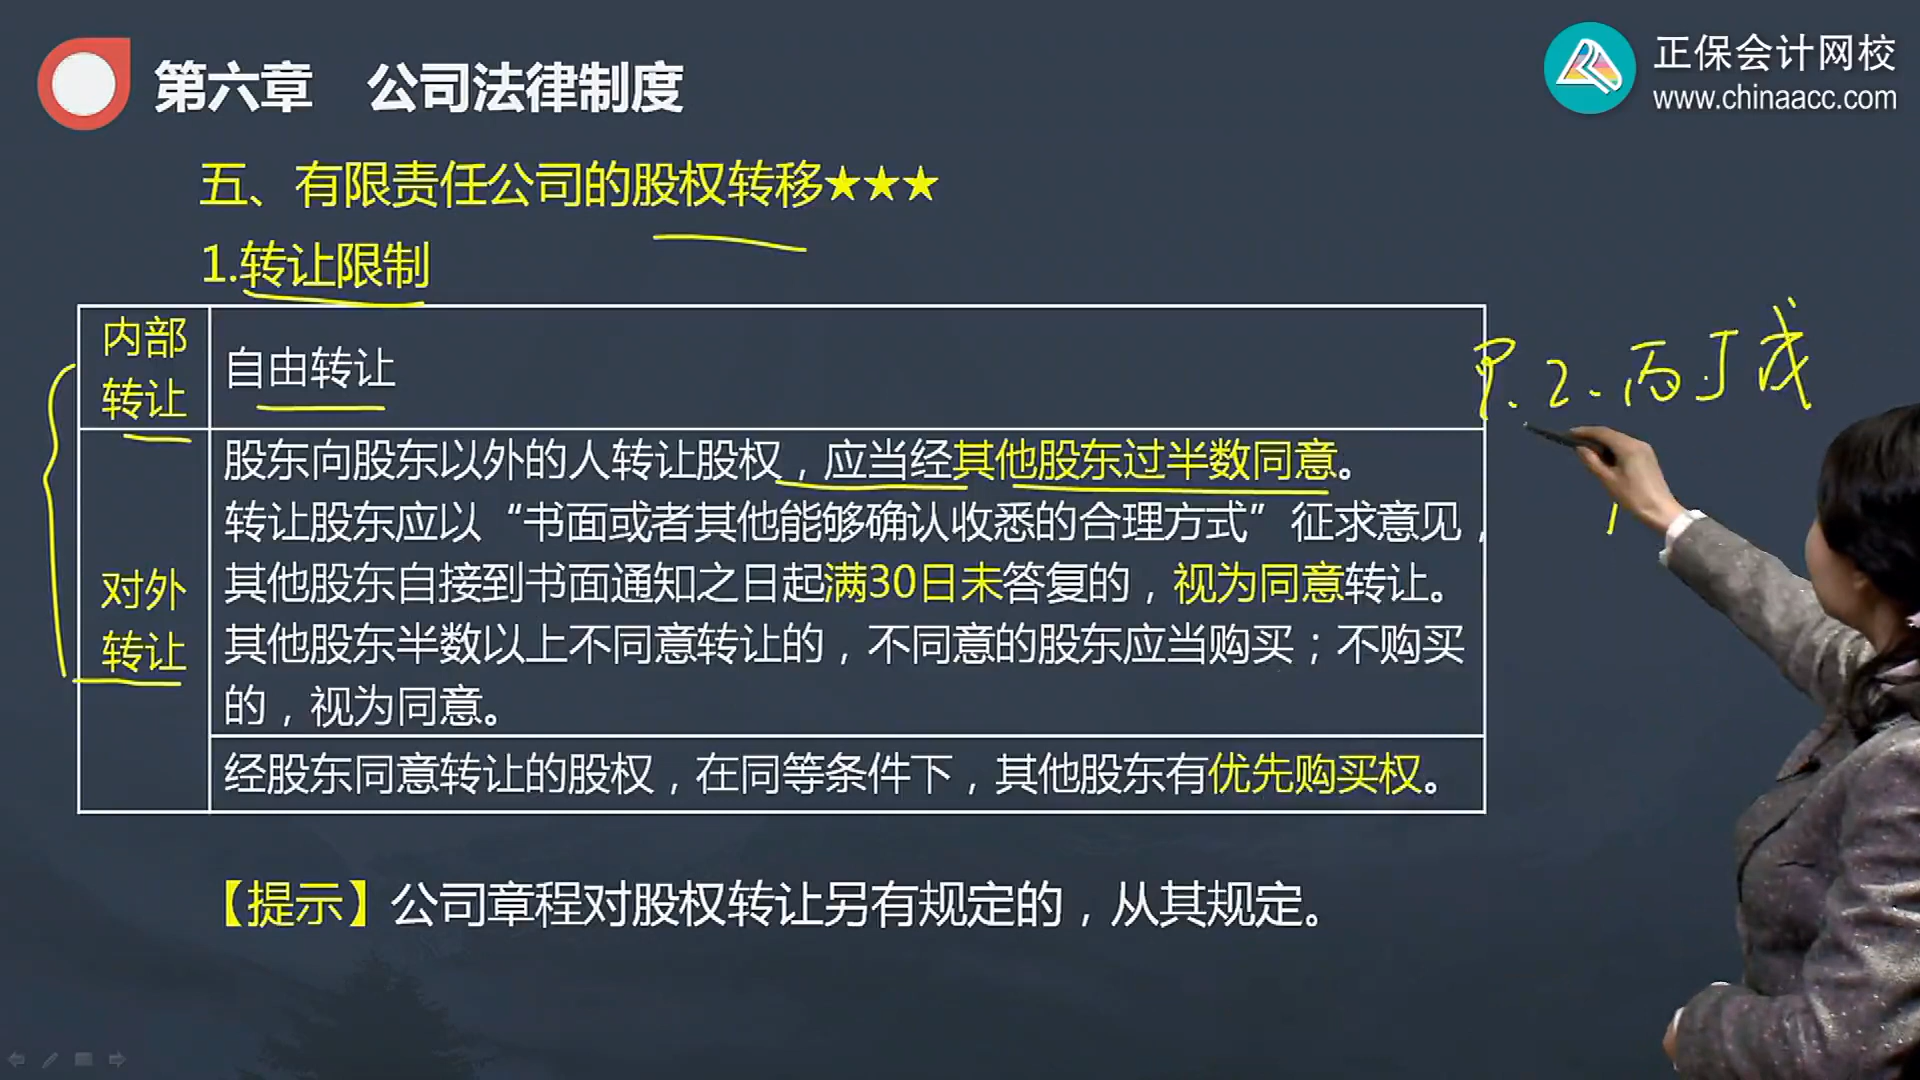 第六章 公司法律制度
正保会计网校
www.chinaacc.com
五、有限责任公司的股权转移★★★
1.转让限制
内部
转让
自由转让
甲.乙.丙丁戊
对外
转让
股东向股东以外的人转让股权，应当经其他股东过半数同意。
转让股东应以“书面或者其他能够确认收悉的合理方式”征求意见，
其他股东自接到书面通知之日起满30日未答复的，视为同意转让。
其他股东半数以上不同意转让的，不同意的股东应当购买；不购买
的，视为同意。
经股东同意转让的股权，在同等条件下，其他股东有优先购买权。
【提示】公司章程对股权转让另有规定的，从其规定。